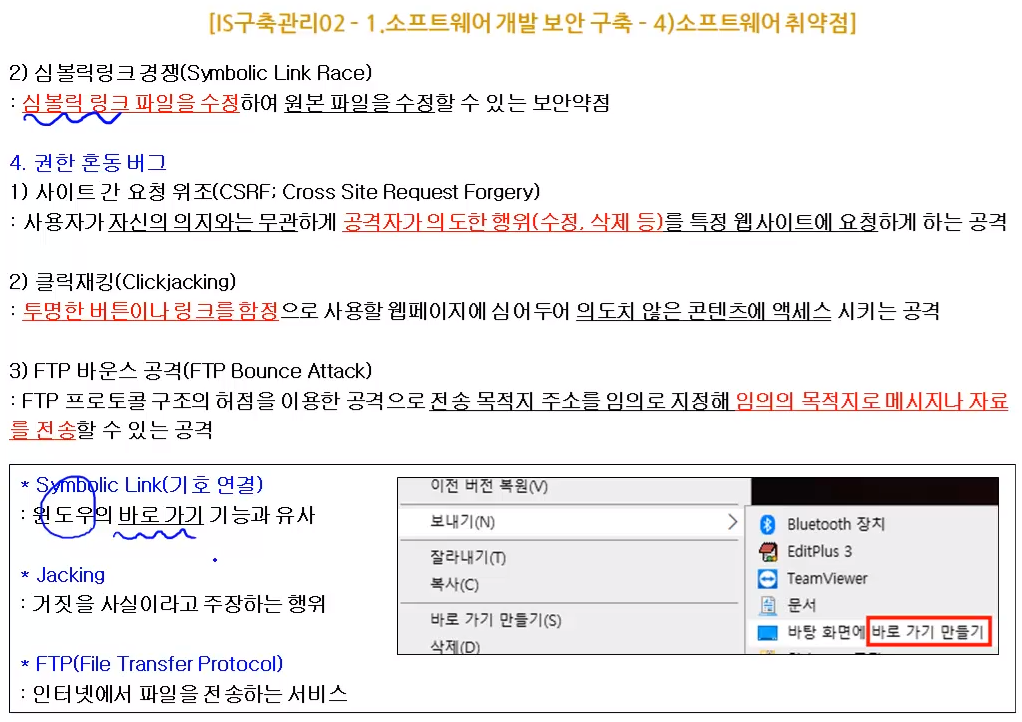 [IS구축관리02 - 1.소프트웨어 개발 보안 구축 - 4)소프트웨어 취약점]
2) 심볼릭링크 경쟁(Symbolic Link Race)
: 심볼릭 링크 파일을 수정하여 원본 파일을 수정할 수 있는 보안약점
4. 권한 혼동 버그
1) 사이트 간 요청 위조(CSRF; Cross Site Request Forgery)
: 사용자가 자신의 의지와는 무관하게 공격자가 의도한 행위(수정, 삭제 등)를 특정 웹사이트에 요청하게 하는 공격
2) 클릭재킹(Clickjacking)
: 투명한 버튼이나 링크를 함정으로 사용할 웹페이지에 심어두어 의도치 않은 콘텐츠에 액세스 시키는 공격
3) FTP 바운스 공격(FTP Bounce Attack)
: FTP 프로토콜 구조의 허점을 이용한 공격으로 전송 목적지 주소를 임의로 지정해 임의의 목적지로 메시지나 자료
를 전송할 수 있는 공격
* Symbolic Link(기호 연결)
: 윈도우의 바로 가기 기능과 유사
* Jacking
: 거짓을 사실이라고 주장하는 행위
* FTP(File Transfer Protocol)
: 인터넷에서 파일을 전송하는 서비스
이전 버전 복원(V)
보내기(N)
잘라내기(T)
복사(C)
바로 가기 만들기(S)
삭제(D)
Bluetooth 장치
EditPlus 3
TeamViewer
문서
바탕 화면에 바로 가기 만들기